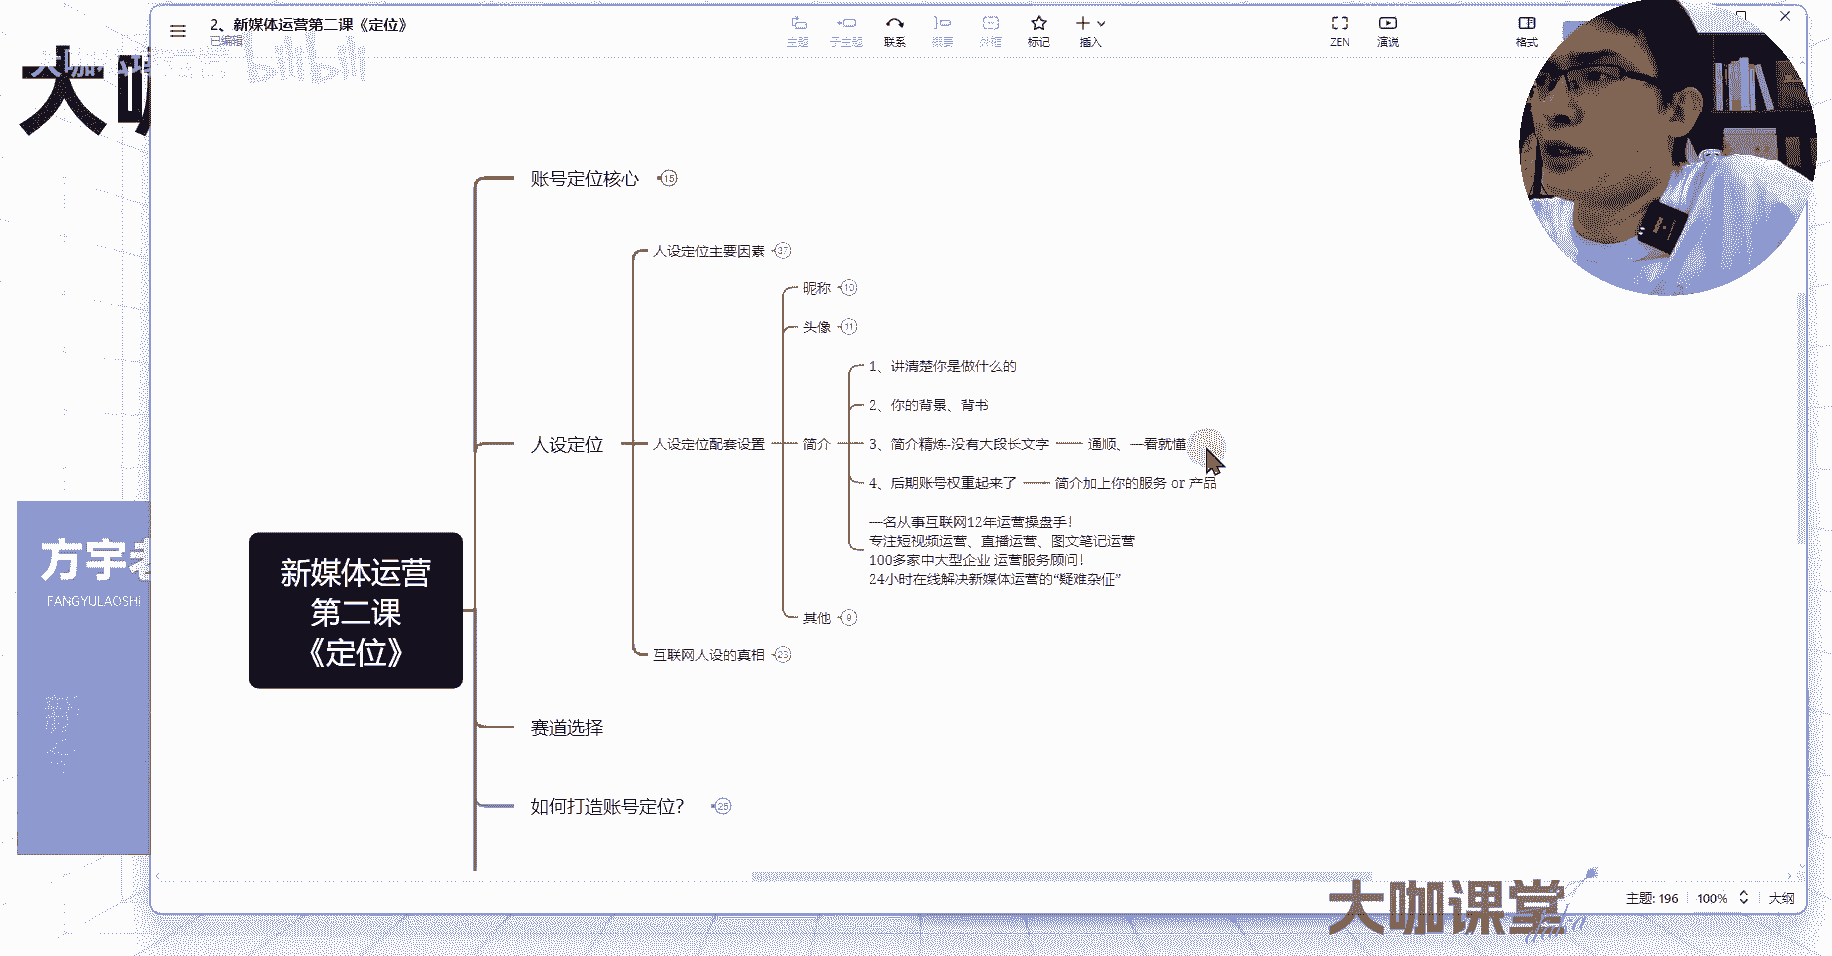 2、新媒体运营第二课《定位》
已编辑
主题
子主题
联系
概要
外框
标记
插入
ZEN
演说
格式
大咖
bilibili
账号定位核心 15
人设定位主要因素 37
昵称 10
头像 11
1、讲清楚你是做什么的
2、你的背景、背书
人设定位
人设定位配套设置
简介
3、简介精炼-没有大段长文字
通顺、一看就懂
4、后期账号权重起来了
简介加上你的服务 or 产品
一名从事互联网12年运营操盘手!
专注短视频运营、直播运营、图文笔记运营
100多家中大型企业 运营服务顾问!
24小时在线解决新媒体运营的“疑难杂症”
其他 9
互联网人设的真相 23
新媒体运营
第二课
《定位》
赛道选择
如何打造账号定位? 25
方宇老
FANGYULAOSHI
大咖课堂
主题: 196
100%
大纲